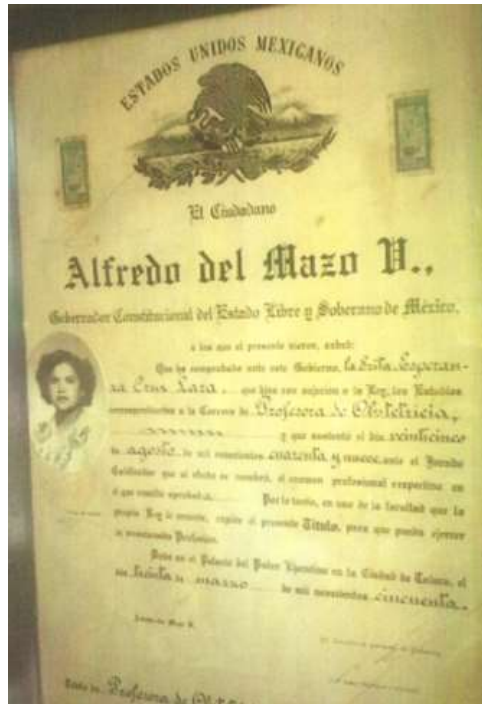 ESTADOS UNIDOS MEXICANOS
El Ciudadano
Alfredo del Mazo V.,
Gobernador Constitucional del Estado Libre y Soberano de México,
a los que el presente vieren, sabed:
Que ha comprobado ante este Gobierno, la Srita. Esperan-
za Cruz Lara, que hizo con sujeción a la Ley, los Estudios
correspondientes a la Carrera de Profesora de Obstetricia,
y que sustentó el día veinticinco
de agosto de mil novecientos cuarenta y nueve, ante el Jurado
Calificador que al efecto se nombró, el examen profesional respectivo en
el que resultó aprobada. Por lo tanto, en uso de la facultad que la
propia Ley le concede, expide el presente Título, para que pueda ejercer
la mencionada Profesión.
Dado en el Palacio del Poder Ejecutivo en la Ciudad de Toluca, el
día treinta de marzo de mil novecientos cincuenta.
Profesora de